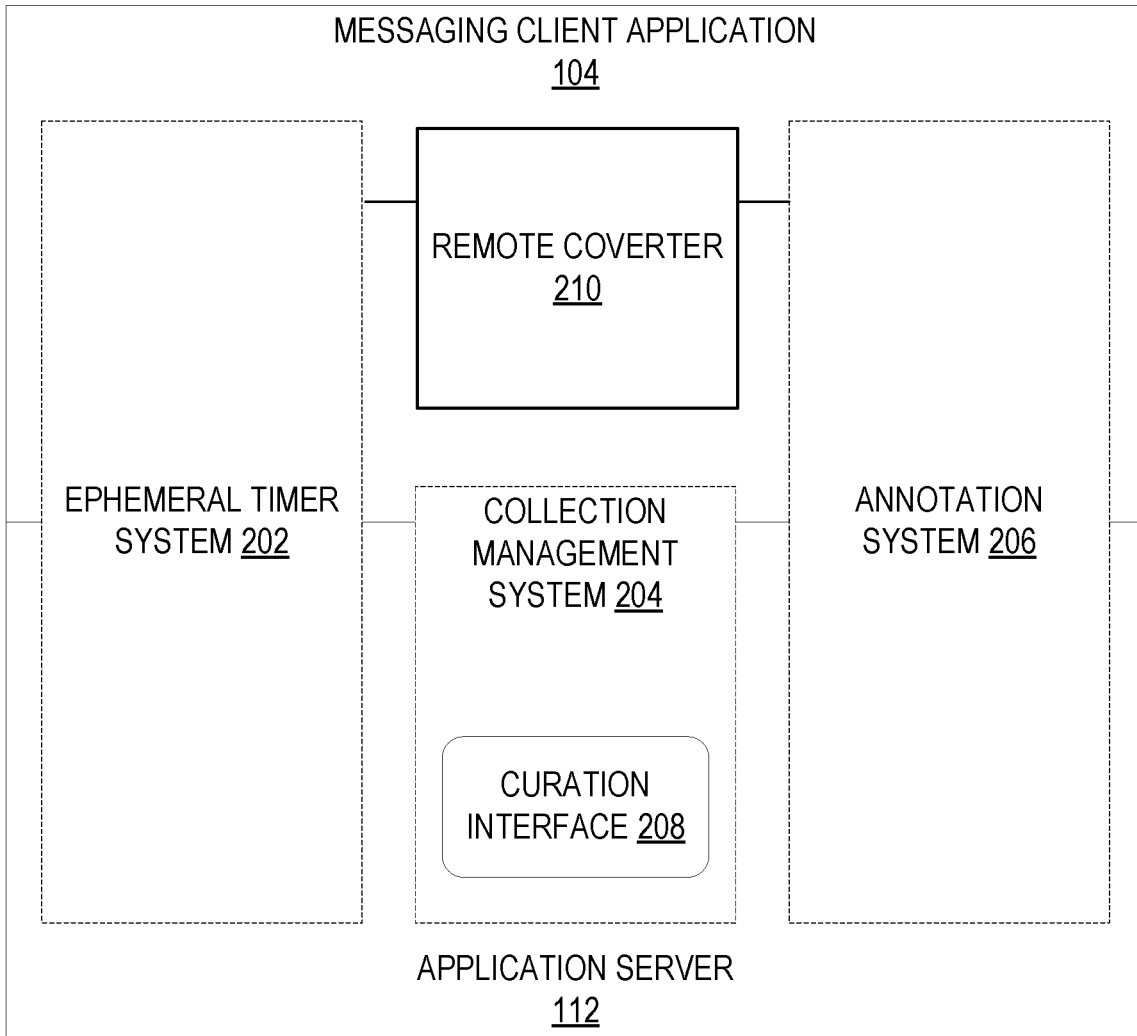 MESSAGING CLIENT APPLICATION
104
REMOTE COVERTER
210
EPHEMERAL TIMER
SYSTEM 202
COLLECTION
MANAGEMENT
SYSTEM 204
ANNOTATION
SYSTEM 206
CURATION
INTERFACE 208
APPLICATION SERVER
112